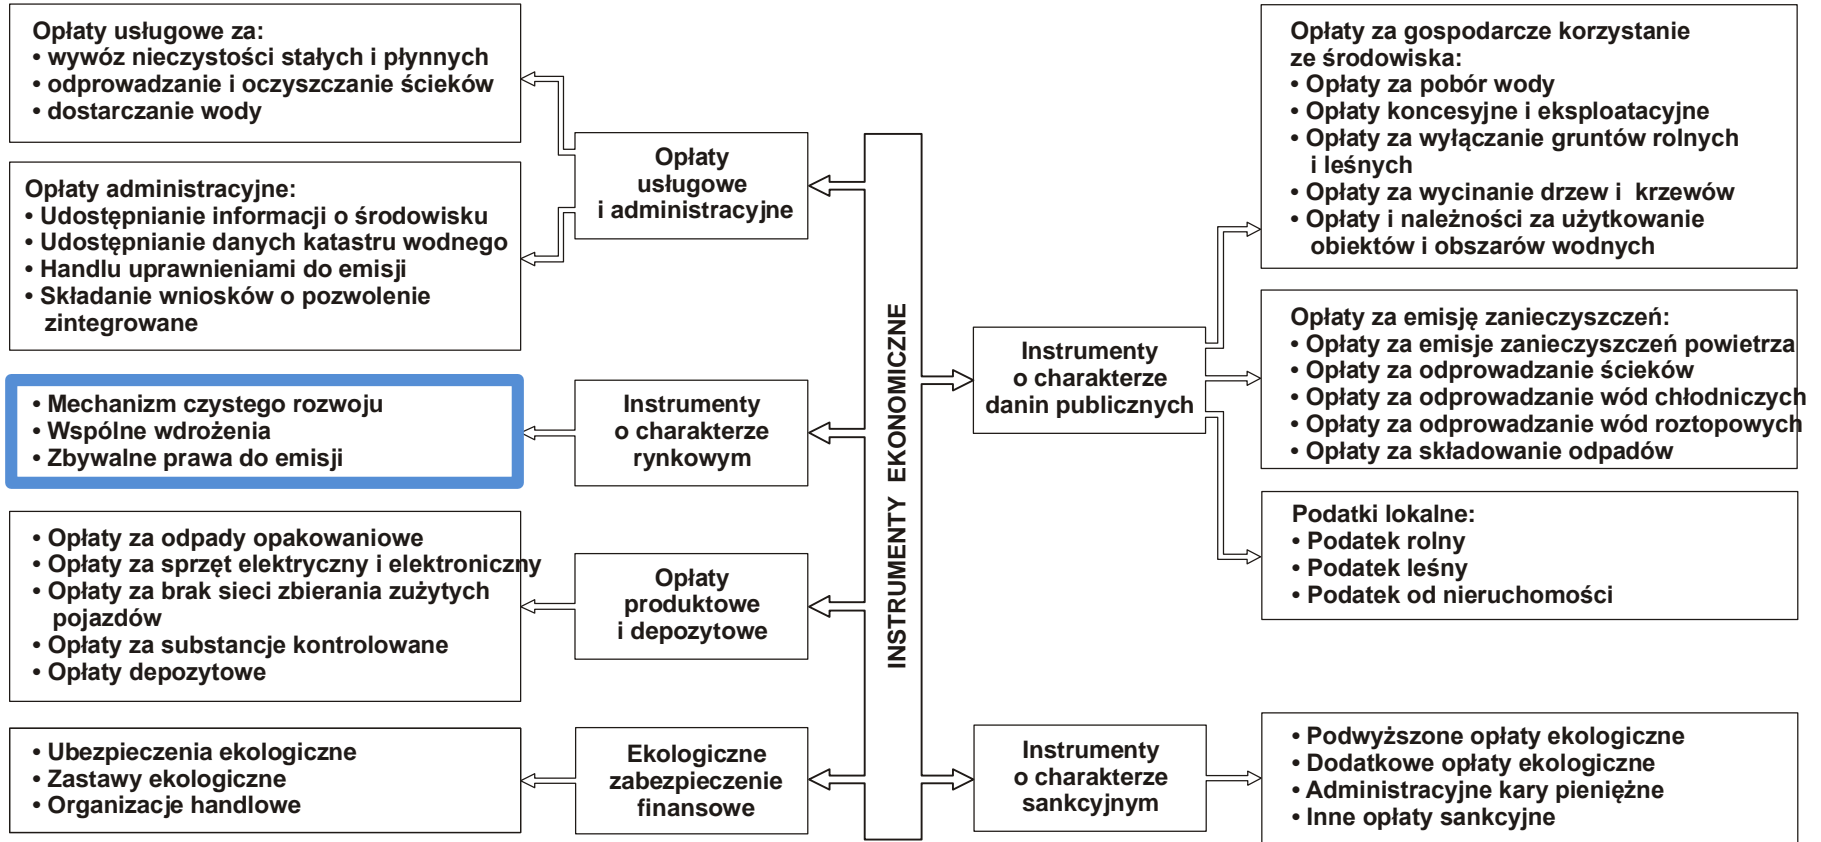 Opłaty usługowe za:
• wywóz nieczystości stałych i płynnych
• odprowadzanie i oczyszczanie ścieków
• dostarczanie wody
Opłaty administracyjne:
• Udostępnianie informacji o środowisku
• Udostępnianie danych katastru wodnego
• Handlu uprawnieniami do emisji
• Składanie wniosków o pozwolenie
zintegrowane
Opłaty
usługowe
i administracyjne
• Mechanizm czystego rozwoju
• Wspólne wdrożenia
• Zbywalne prawa do emisji
Instrumenty
o charakterze
rynkowym
• Opłaty za odpady opakowaniowe
• Opłaty za sprzęt elektryczny i elektroniczny
• Opłaty za brak sieci zbierania zużytych
pojazdów
• Opłaty za substancje kontrolowane
• Opłaty depozytowe
Opłaty
produktowe
i depozytowe
• Ubezpieczenia ekologiczne
• Zastawy ekologiczne
• Organizacje handlowe
Ekologiczne
zabezpieczenie
finansowe
INSTRUMENTY EKONOMICZNE
Instrumenty
o charakterze
danin publicznych
Opłaty za gospodarcze korzystanie
ze środowiska:
• Opłaty za pobór wody
• Opłaty koncesyjne i eksploatacyjne
• Opłaty za wyłączanie gruntów rolnych
i leśnych
• Opłaty za wycinanie drzew i krzewów
• Opłaty i należności za użytkowanie
obiektów i obszarów wodnych
Opłaty za emisję zanieczyszczeń:
• Opłaty za emisje zanieczyszczeń powietrza
• Opłaty za odprowadzanie ścieków
• Opłaty za odprowadzanie wód chłodniczych
• Opłaty za odprowadzanie wód roztopowych
• Opłaty za składowanie odpadów
Podatki lokalne:
• Podatek rolny
• Podatek leśny
• Podatek od nieruchomości
Instrumenty
o charakterze
sankcyjnym
• Podwyższone opłaty ekologiczne
• Dodatkowe opłaty ekologiczne
• Administracyjne kary pieniężne
• Inne opłaty sankcyjne